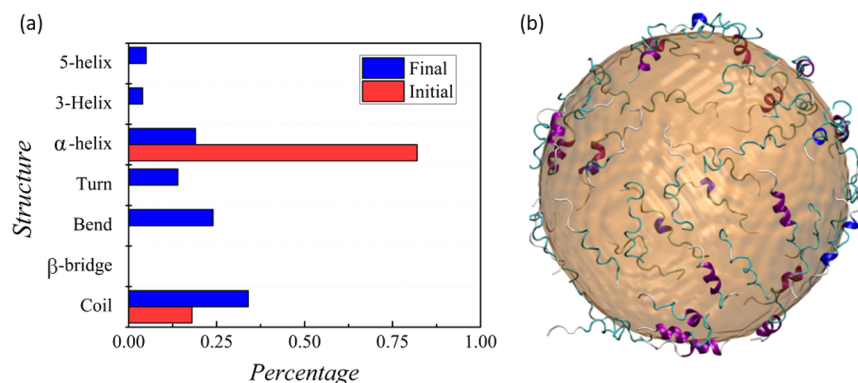 (a)
(b)
Structure
5-helix
3-Helix
α-helix
Turn
Bend
β-bridge
Coil
Final
Initial
0.00 0.25 0.50 0.75 1.00
Percentage